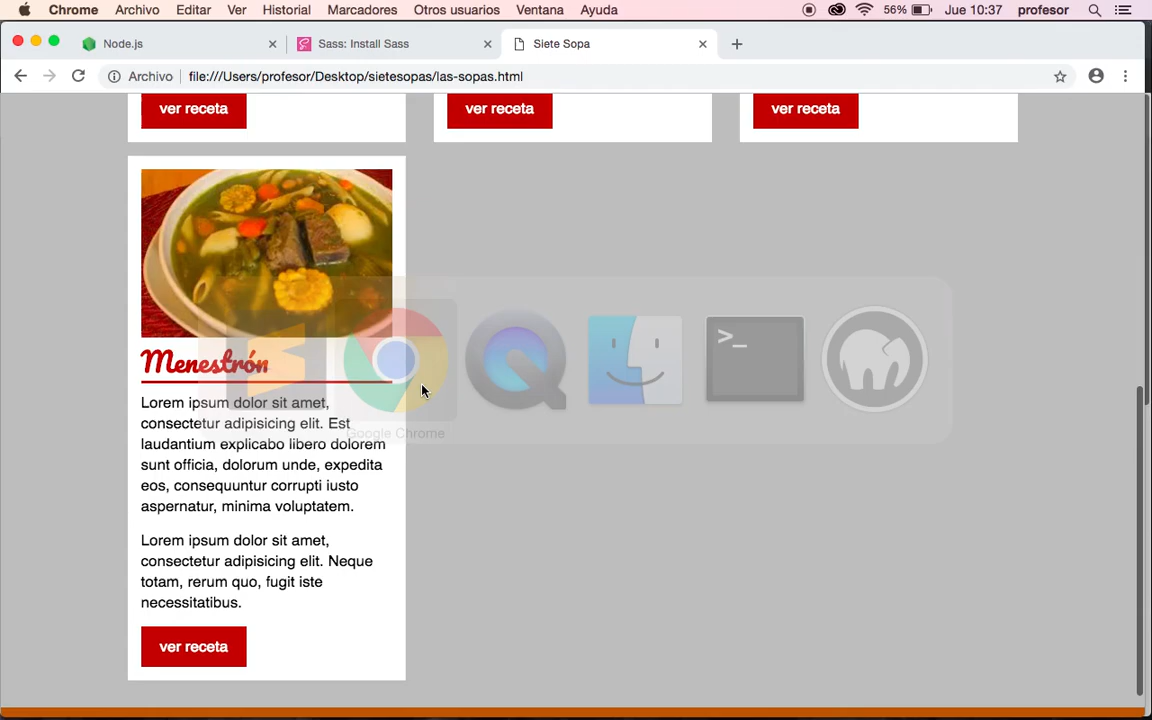 Chrome Archivo Editar Ver Historial Marcadores Otros usuarios Ventana Ayuda 56% Jue 10:37 profesor
Node.js Sass: Install Sass Siete Sopa
Archivo file:///Users/profesor/Desktop/sietesopas/las-sopas.html
ver receta ver receta ver receta
Menestrón
Lorem ipsum dolor sit amet,
consectetur adipisicing elit. Est
laudantium explicabo libero dolorem
sunt officia, dolorum unde, expedita
eos, consequuntur corrupti iusto
aspernatur, minima voluptatem.
Google Chrome
Lorem ipsum dolor sit amet,
consectetur adipisicing elit. Neque
totam, rerum quo, fugit iste
necessitatibus.
ver receta